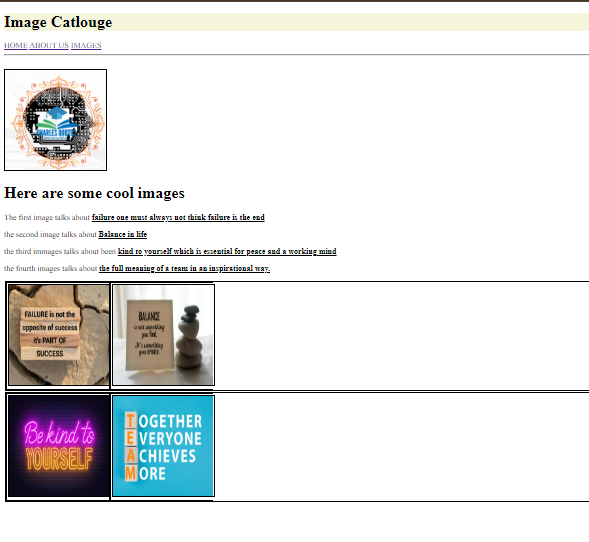 Image Catlouge
HOME ABOUT US IMAGES
CHARLES BUGTI
Here are some cool images
The first image talks about failure one must always not think failure is the end
the second image talks about Balance in life
the third immages talks about been kind to yourself which is essential for peace and a working mind
the fourth images talks about the full meaning of a team in an inspirational way.
FAILURE is not the
opposite of success
it's PART OF
SUCCESS
BALANCE
is not something
you find,
It's something
you create.
Be kind to
YOURSELF
TOGETHER
EVERYONE
ACHIEVES
MORE